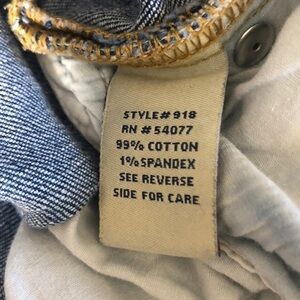 STYLE# 918
RN # 54077
99% COTTON
1% SPANDEX
SEE REVERSE
SIDE FOR CARE